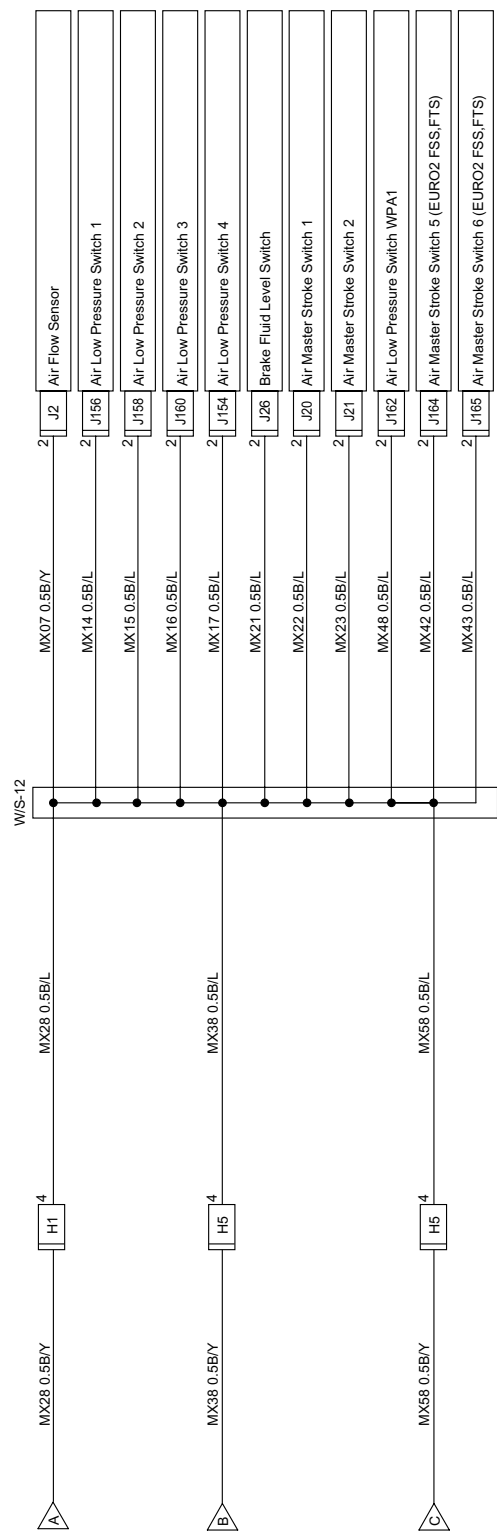 W/S-12
A
MX28 0.5B/Y
H1
4
MX28 0.5B/L
MX07 0.5B/Y
2
J2
Air Flow Sensor
MX14 0.5B/L
2
J156
Air Low Pressure Switch 1
MX15 0.5B/L
2
J158
Air Low Pressure Switch 2
MX16 0.5B/L
2
J160
Air Low Pressure Switch 3
B
MX38 0.5B/Y
H5
4
MX38 0.5B/L
MX17 0.5B/L
2
J154
Air Low Pressure Switch 4
MX21 0.5B/L
2
J26
Brake Fluid Level Switch
MX22 0.5B/L
2
J20
Air Master Stroke Switch 1
MX23 0.5B/L
2
J21
Air Master Stroke Switch 2
MX48 0.5B/L
2
J162
Air Low Pressure Switch WPA1
C
MX58 0.5B/Y
H5
4
MX58 0.5B/L
MX42 0.5B/L
2
J164
Air Master Stroke Switch 5 (EURO2 FSS,FTS)
MX43 0.5B/L
2
J165
Air Master Stroke Switch 6 (EURO2 FSS,FTS)